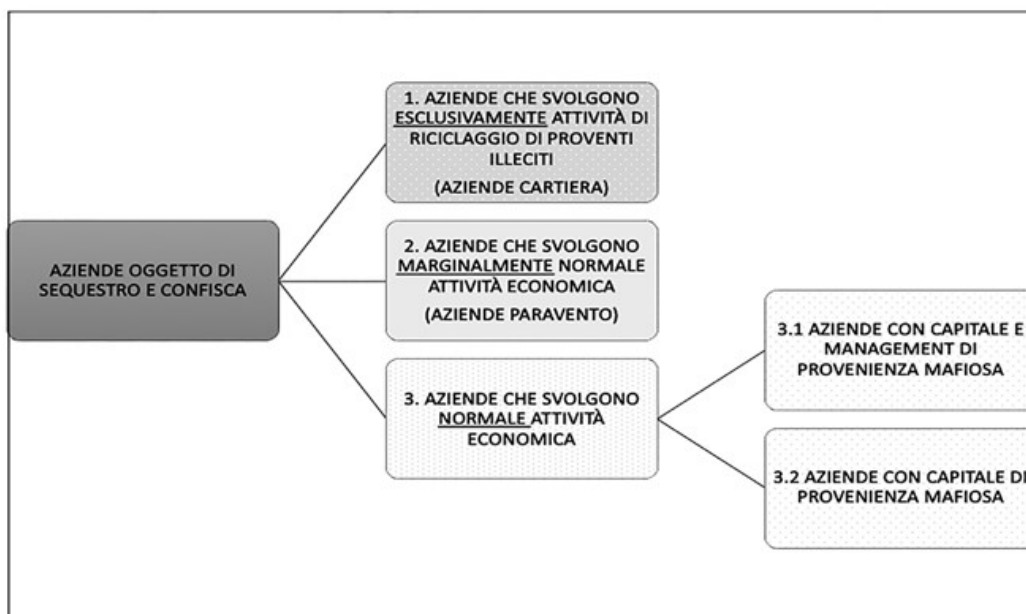 1. AZIENDE CHE SVOLGONO
ESCLUSIVAMENTE ATTIVITÀ DI
RICICLAGGIO DI PROVENTI
ILLECITI
(AZIENDE CARTIERA)
AZIENDE OGGETTO DI
SEQUESTRO E CONFISCA
2. AZIENDE CHE SVOLGONO
MARGINALMENTE NORMALE
ATTIVITÀ ECONOMICA
(AZIENDE PARAVENTO)
3. AZIENDE CHE SVOLGONO
NORMALE ATTIVITÀ
ECONOMICA
3.1 AZIENDE CON CAPITALE E
MANAGEMENT DI
PROVENIENZA MAFIOSA
3.2 AZIENDE CON CAPITALE DI
PROVENIENZA MAFIOSA